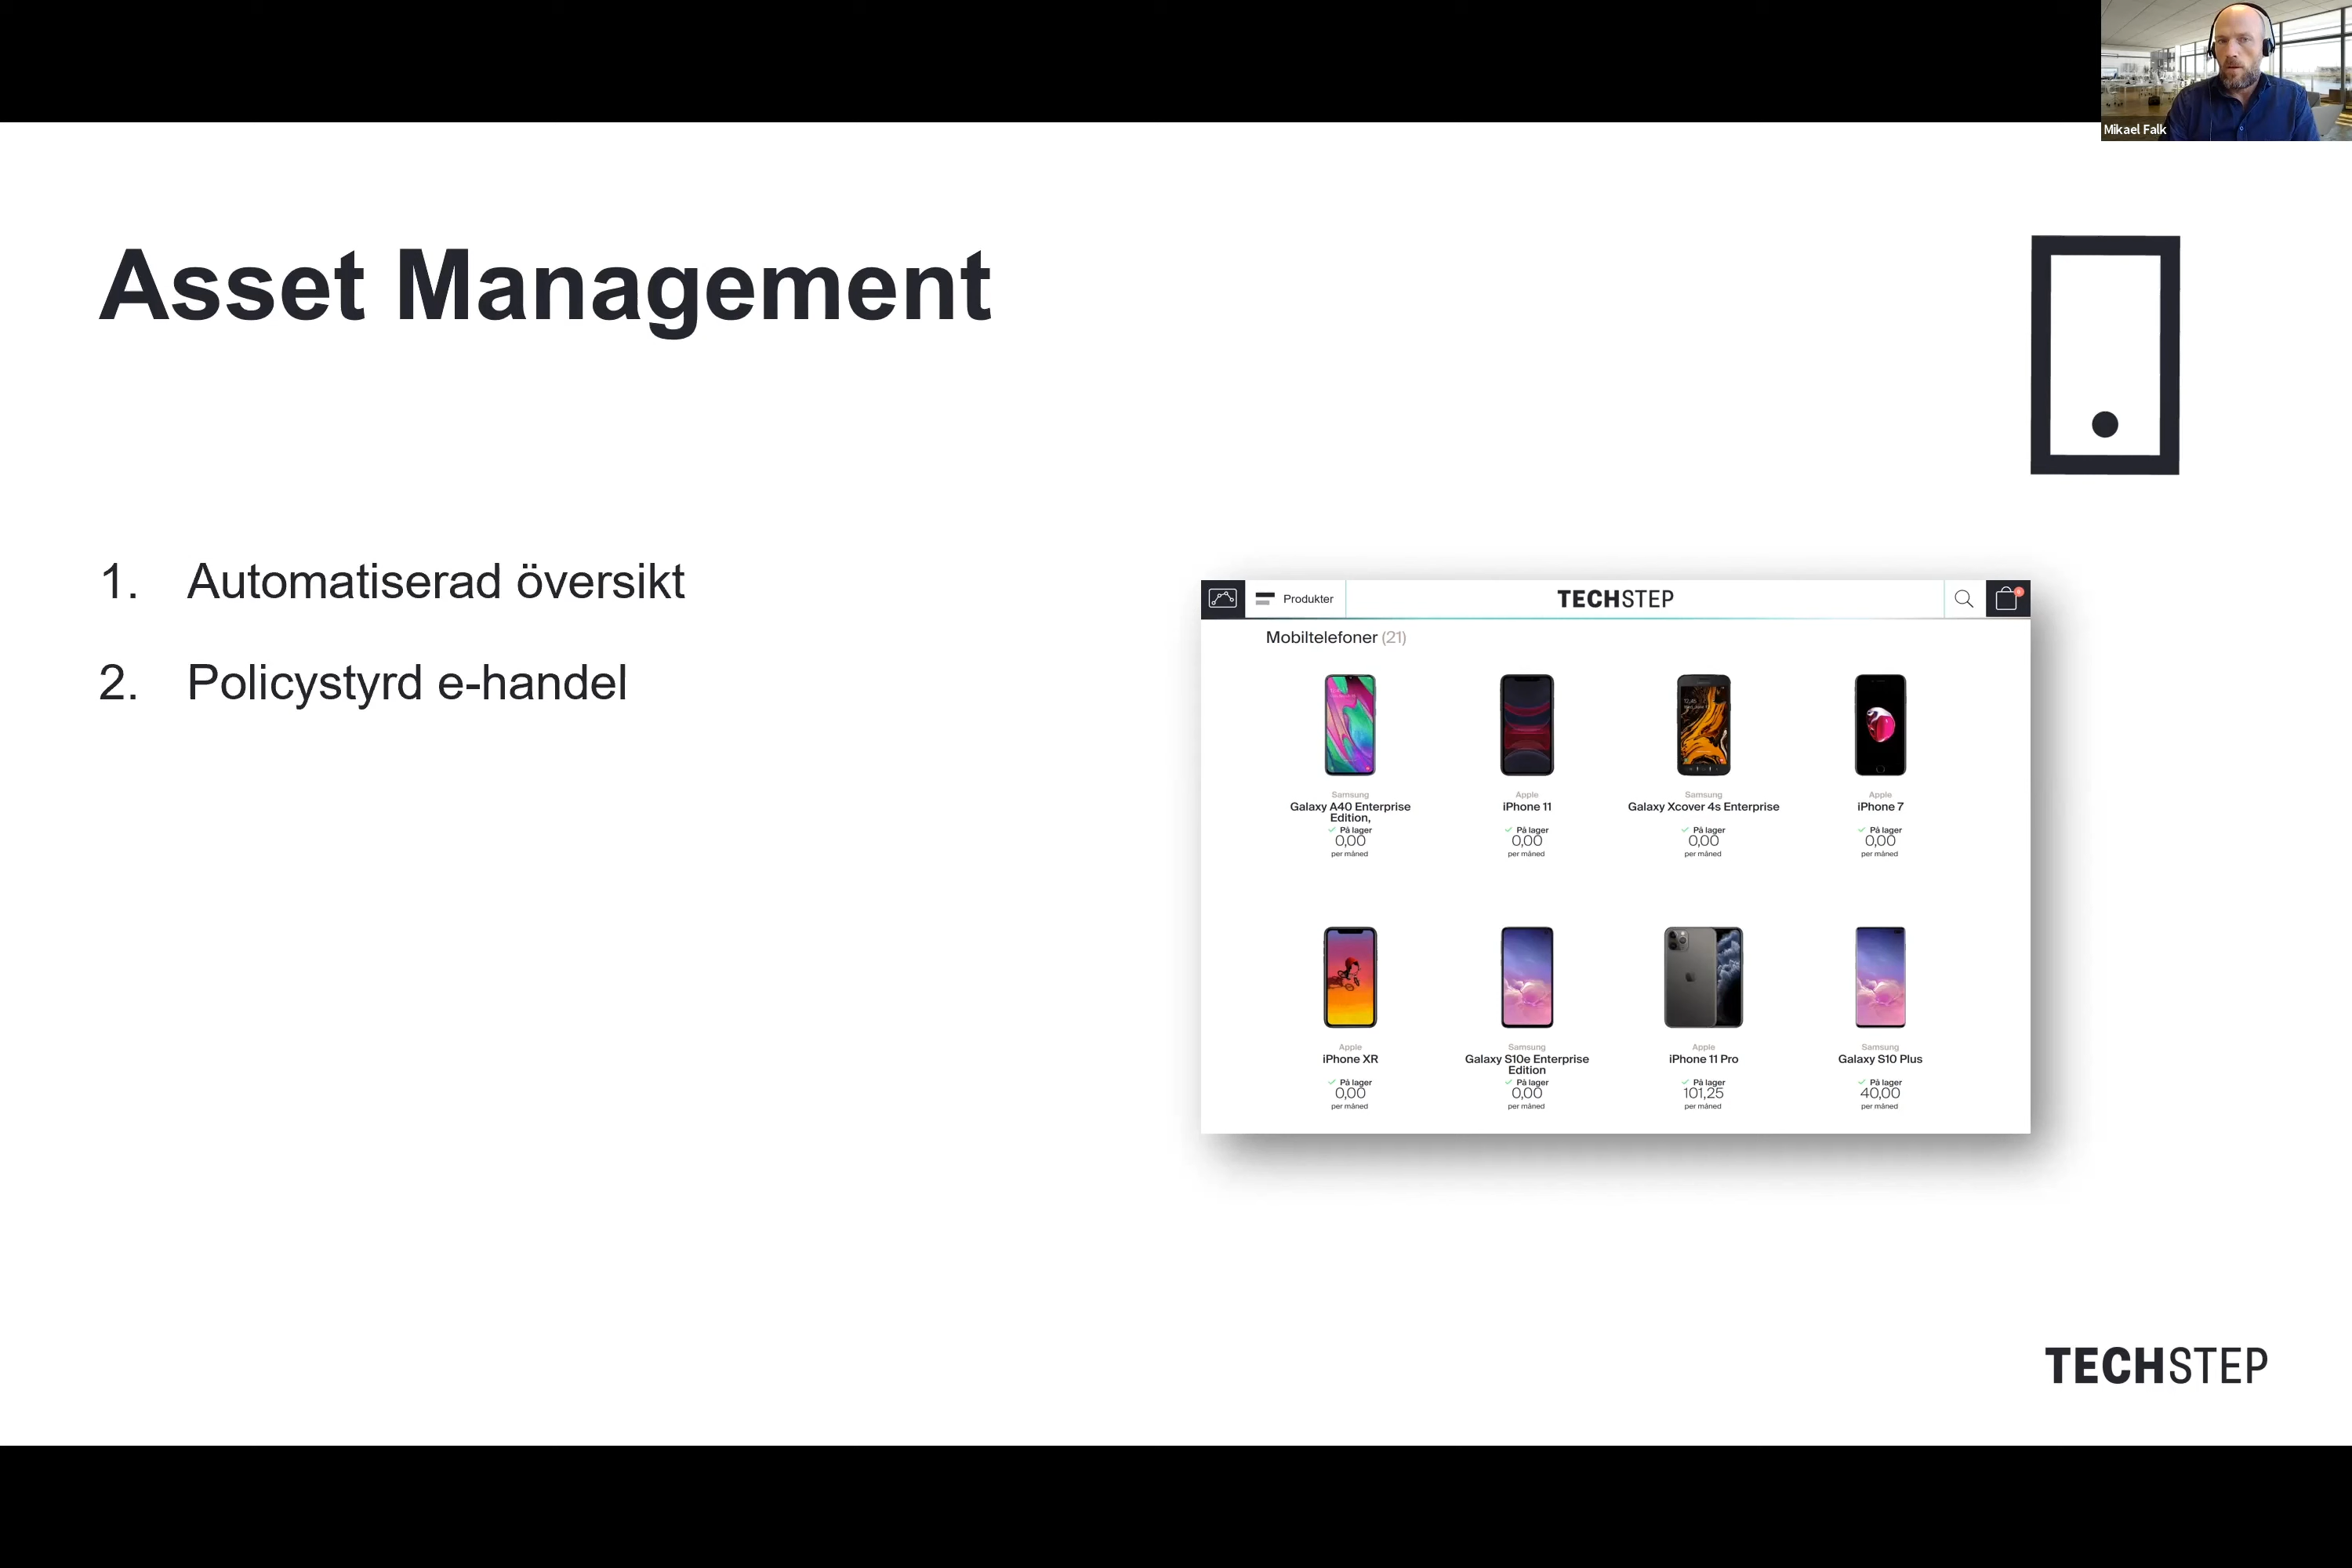 Mikael Falk
Asset Management
1. Automatiserad översikt
2. Policystyrd e-handel
Produkter
TECHSTEP
Mobiltelefoner (21)
Samsung
Galaxy A40 Enterprise
Edition,
På lager
0,00
per måned
Apple
iPhone 11
På lager
0,00
per måned
Samsung
Galaxy Xcover 4s Enterprise
På lager
0,00
per måned
Apple
iPhone 7
På lager
0,00
per måned
Apple
iPhone XR
På lager
0,00
per måned
Samsung
Galaxy S10e Enterprise
Edition
På lager
0,00
per måned
Apple
iPhone 11 Pro
På lager
101,25
per måned
Samsung
Galaxy S10 Plus
På lager
40,00
per måned
TECHSTEP